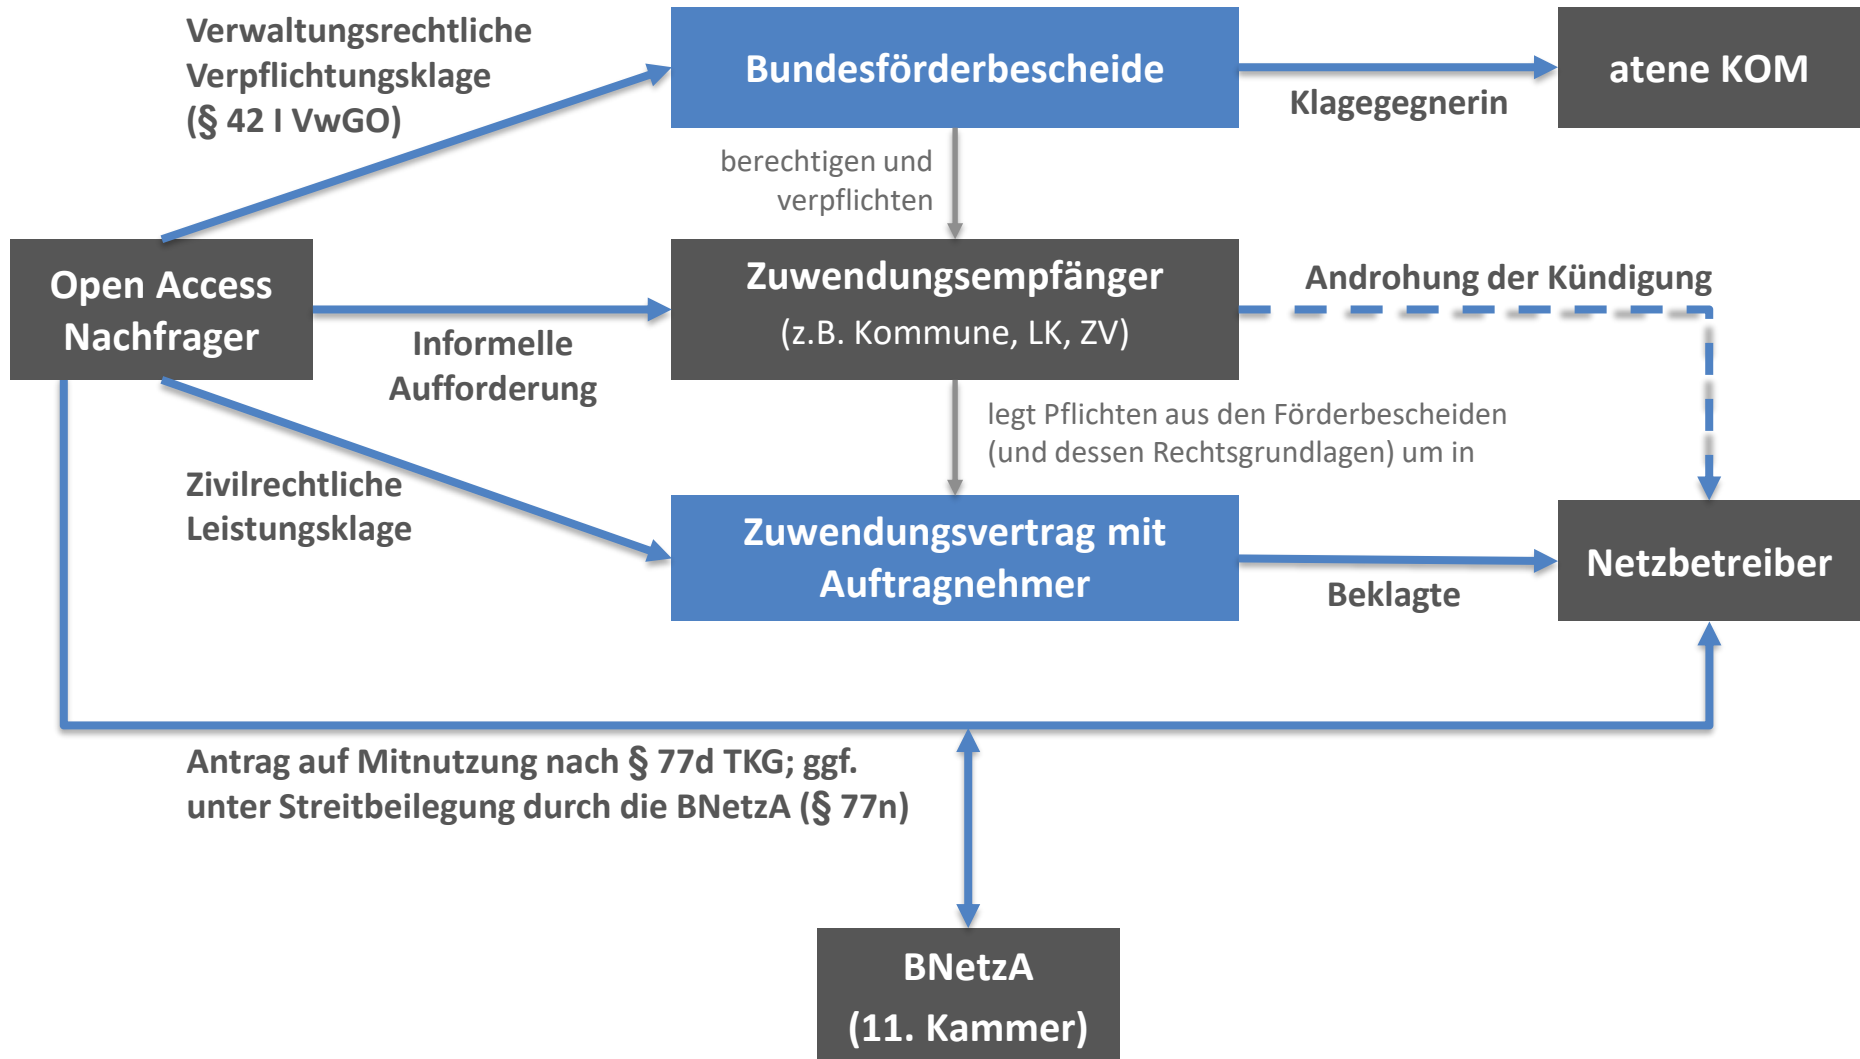 Verwaltungsrechtliche
Verpflichtungsklage
(§ 42 I VwGO)
Bundesförderbescheide
Klagegegnerin
atene KOM
berechtigen und
verpflichten
Open Access
Nachfrager
Informelle
Aufforderung
Zuwendungsempfänger
(z.B. Kommune, LK, ZV)
Androhung der Kündigung
legt Pflichten aus den Förderbescheiden
(und dessen Rechtsgrundlagen) um in
Zivilrechtliche
Leistungsklage
Zuwendungsvertrag mit
Auftragnehmer
Beklagte
Netzbetreiber
Antrag auf Mitnutzung nach § 77d TKG; ggf.
unter Streitbeilegung durch die BNetzA (§ 77n)
BNetzA
(11. Kammer)